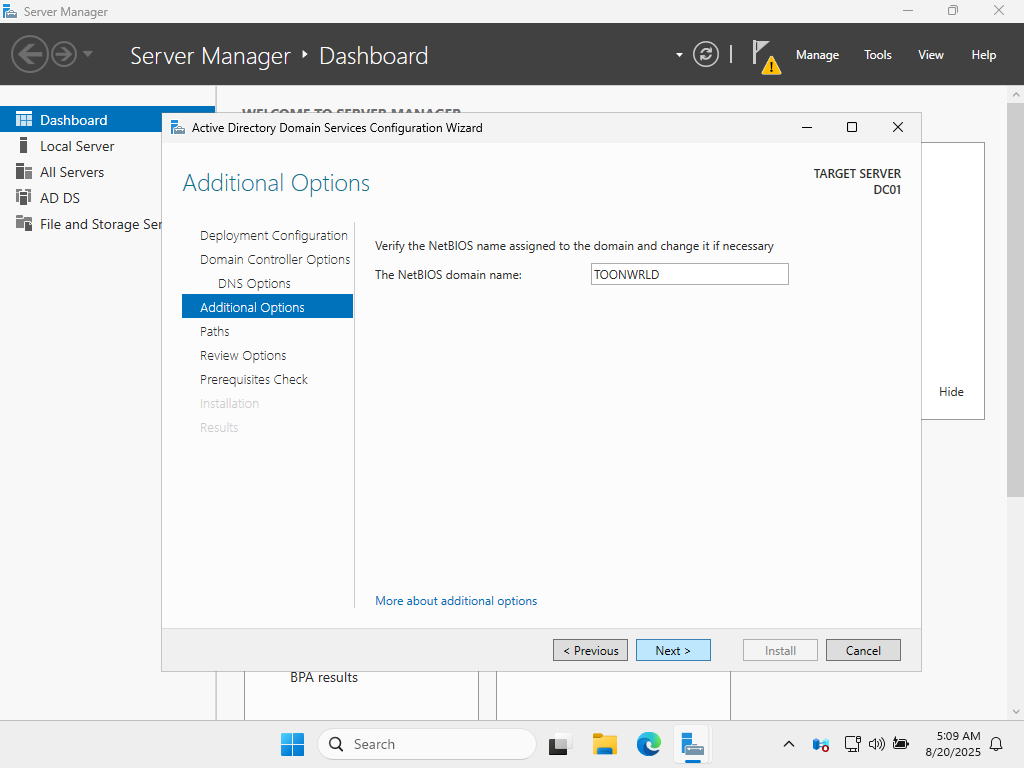 Server Manager
Server Manager ‣ Dashboard
Manage Tools View Help
WELCOME TO SERVER MANAGER
Dashboard
Local Server
All Servers
AD DS
File and Storage Ser
Active Directory Domain Services Configuration Wizard
Additional Options
TARGET SERVER
DC01
Deployment Configuration
Domain Controller Options
DNS Options
Additional Options
Paths
Review Options
Prerequisites Check
Installation
Results
Verify the NetBIOS name assigned to the domain and change it if necessary
The NetBIOS domain name: TOONWRLD
More about additional options
< Previous Next > Install Cancel
Hide
BPA results
Search
5:09 AM
8/20/2025